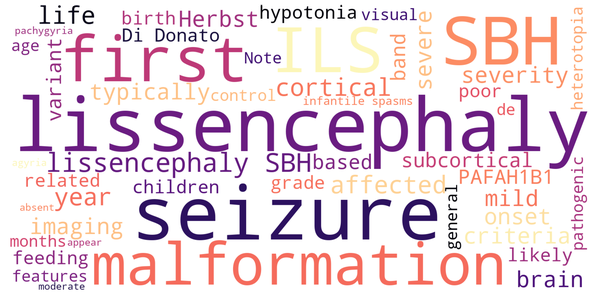 life birth Herbst hypotonia visual
pachygyria Di Donato
age first Note ILS band severe SBH heterotopia
variant typically control cortical severity
infantile spasms poor de
lissencephaly
agyria lissencephaly SBH based subcortical
related children grade affected PAFAH1B1 pathogenic
year seizure general mild
imaging onset criteria
months
absent appear malformation likely
feeding
features brain
moderate